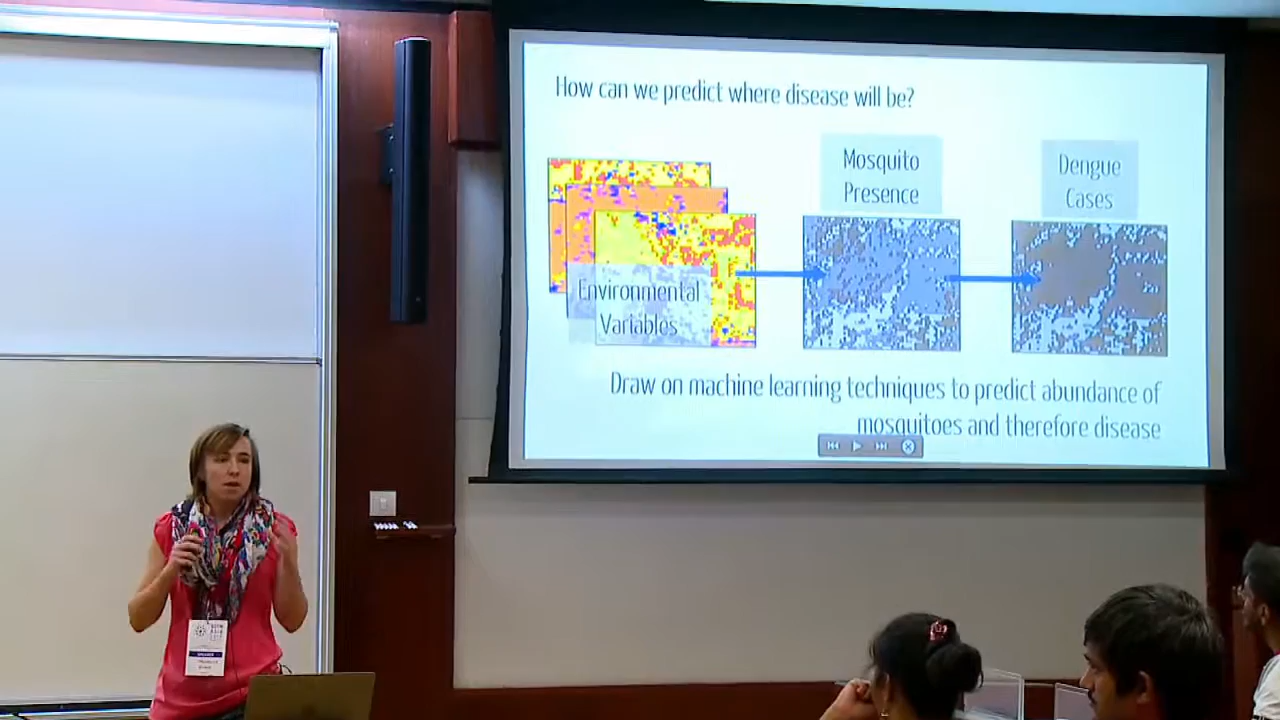 How can we predict where disease will be?
Mosquito
Presence
Dengue
Cases
Environmental
Variables
Draw on machine learning techniques to predict abundance of
mosquitoes and therefore disease
SPEAKER